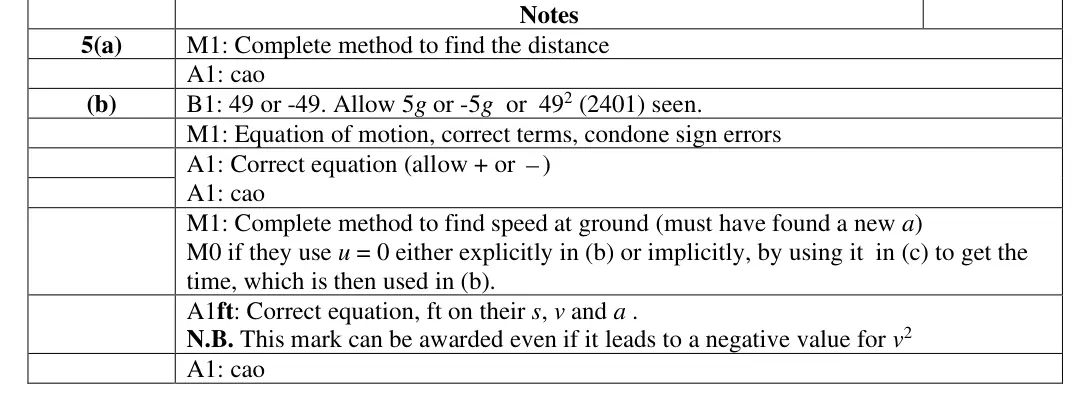 Notes
5(a) M1: Complete method to find the distance
A1: cao
(b) B1: 49 or -49. Allow 5g or -5g or 49² (2401) seen.
M1: Equation of motion, correct terms, condone sign errors
A1: Correct equation (allow + or −)
A1: cao
M1: Complete method to find speed at ground (must have found a new a)
M0 if they use u = 0 either explicitly in (b) or implicitly, by using it in (c) to get the
time, which is then used in (b).
A1ft: Correct equation, ft on their s, v and a .
N.B. This mark can be awarded even if it leads to a negative value for v²
A1: cao